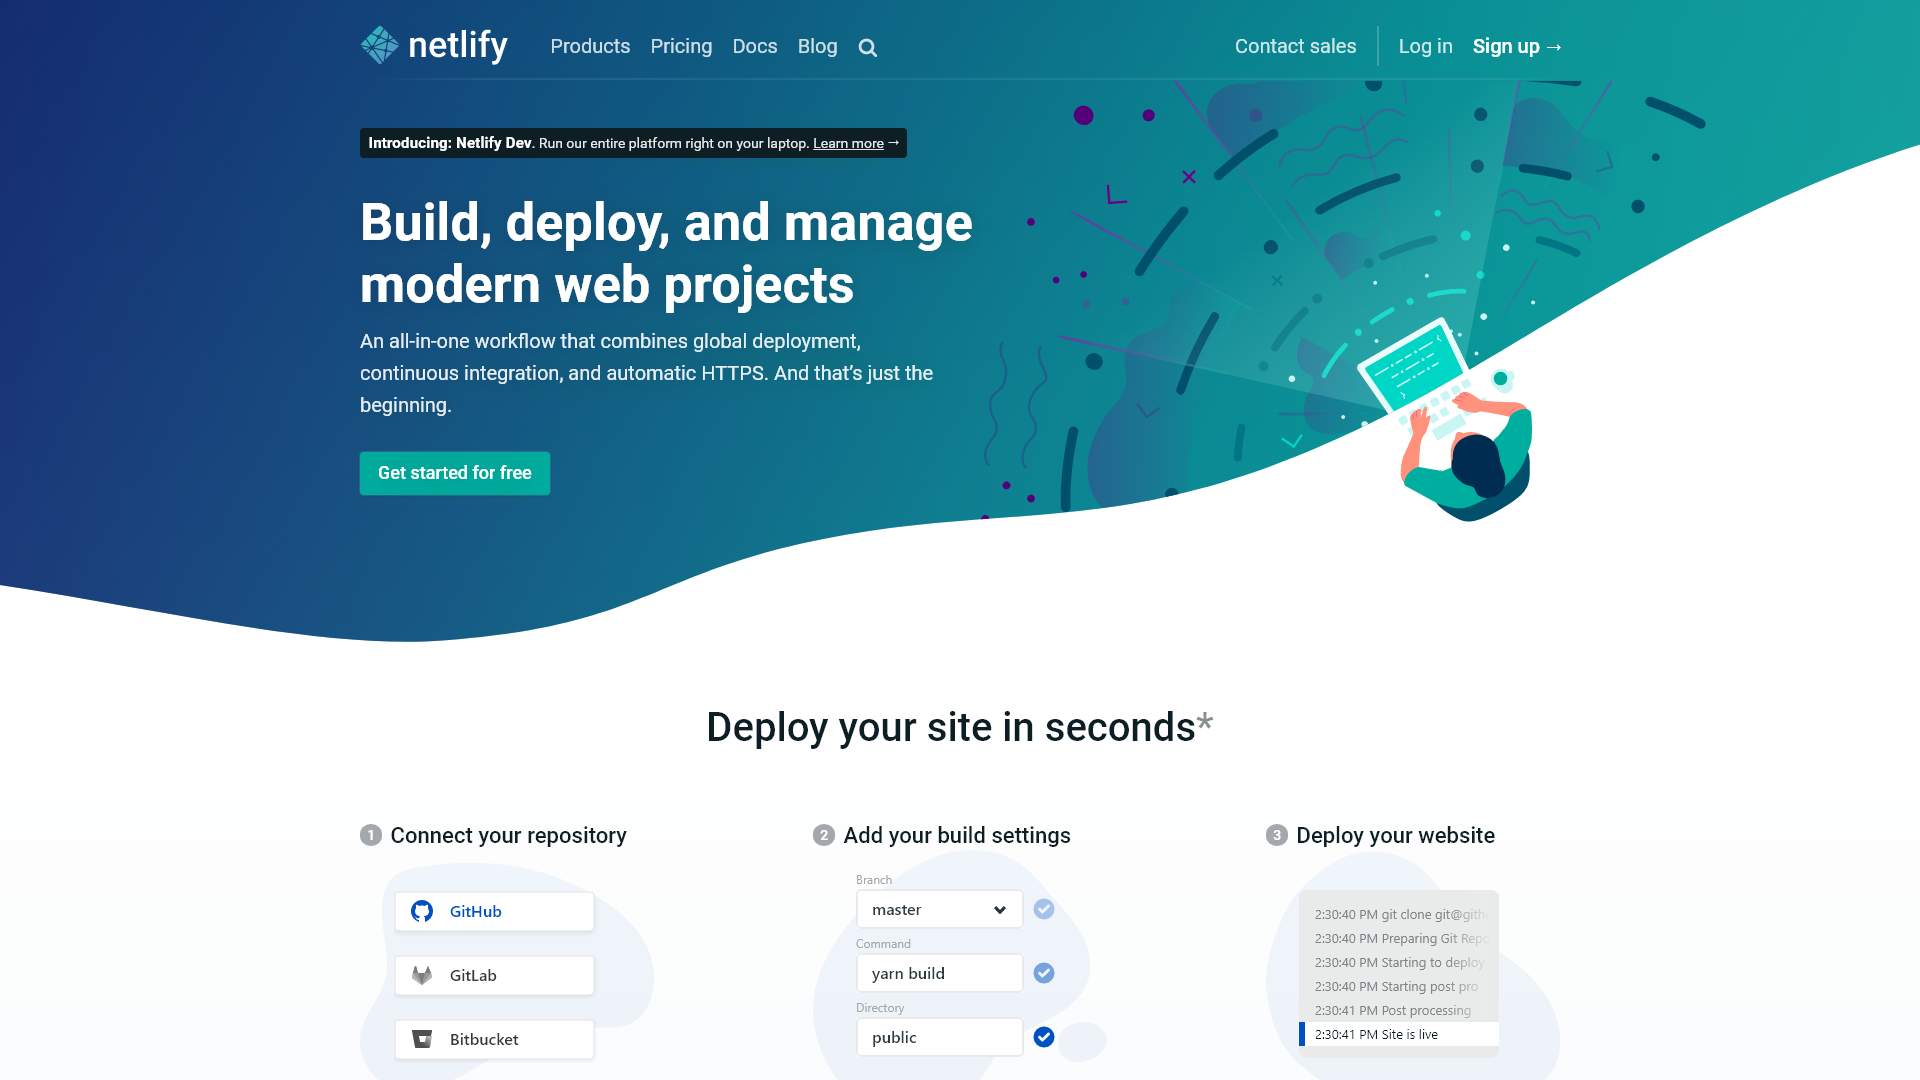 netlify
Products Pricing Docs Blog
Contact sales
Log in Sign up →
Introducing: Netlify Dev. Run our entire platform right on your laptop. Learn more →
Build, deploy, and manage
modern web projects
An all-in-one workflow that combines global deployment,
continuous integration, and automatic HTTPS. And that’s just the
beginning.
Get started for free
Deploy your site in seconds*
1 Connect your repository
GitHub
GitLab
Bitbucket
2 Add your build settings
Branch
master
Command
yarn build
Directory
public
3 Deploy your website
2:30:40 PM git clone git@gith
2:30:40 PM Preparing Git Repo
2:30:40 PM Starting to deploy
2:30:40 PM Starting post pro
2:30:41 PM Post processing
2:30:41 PM Site is live